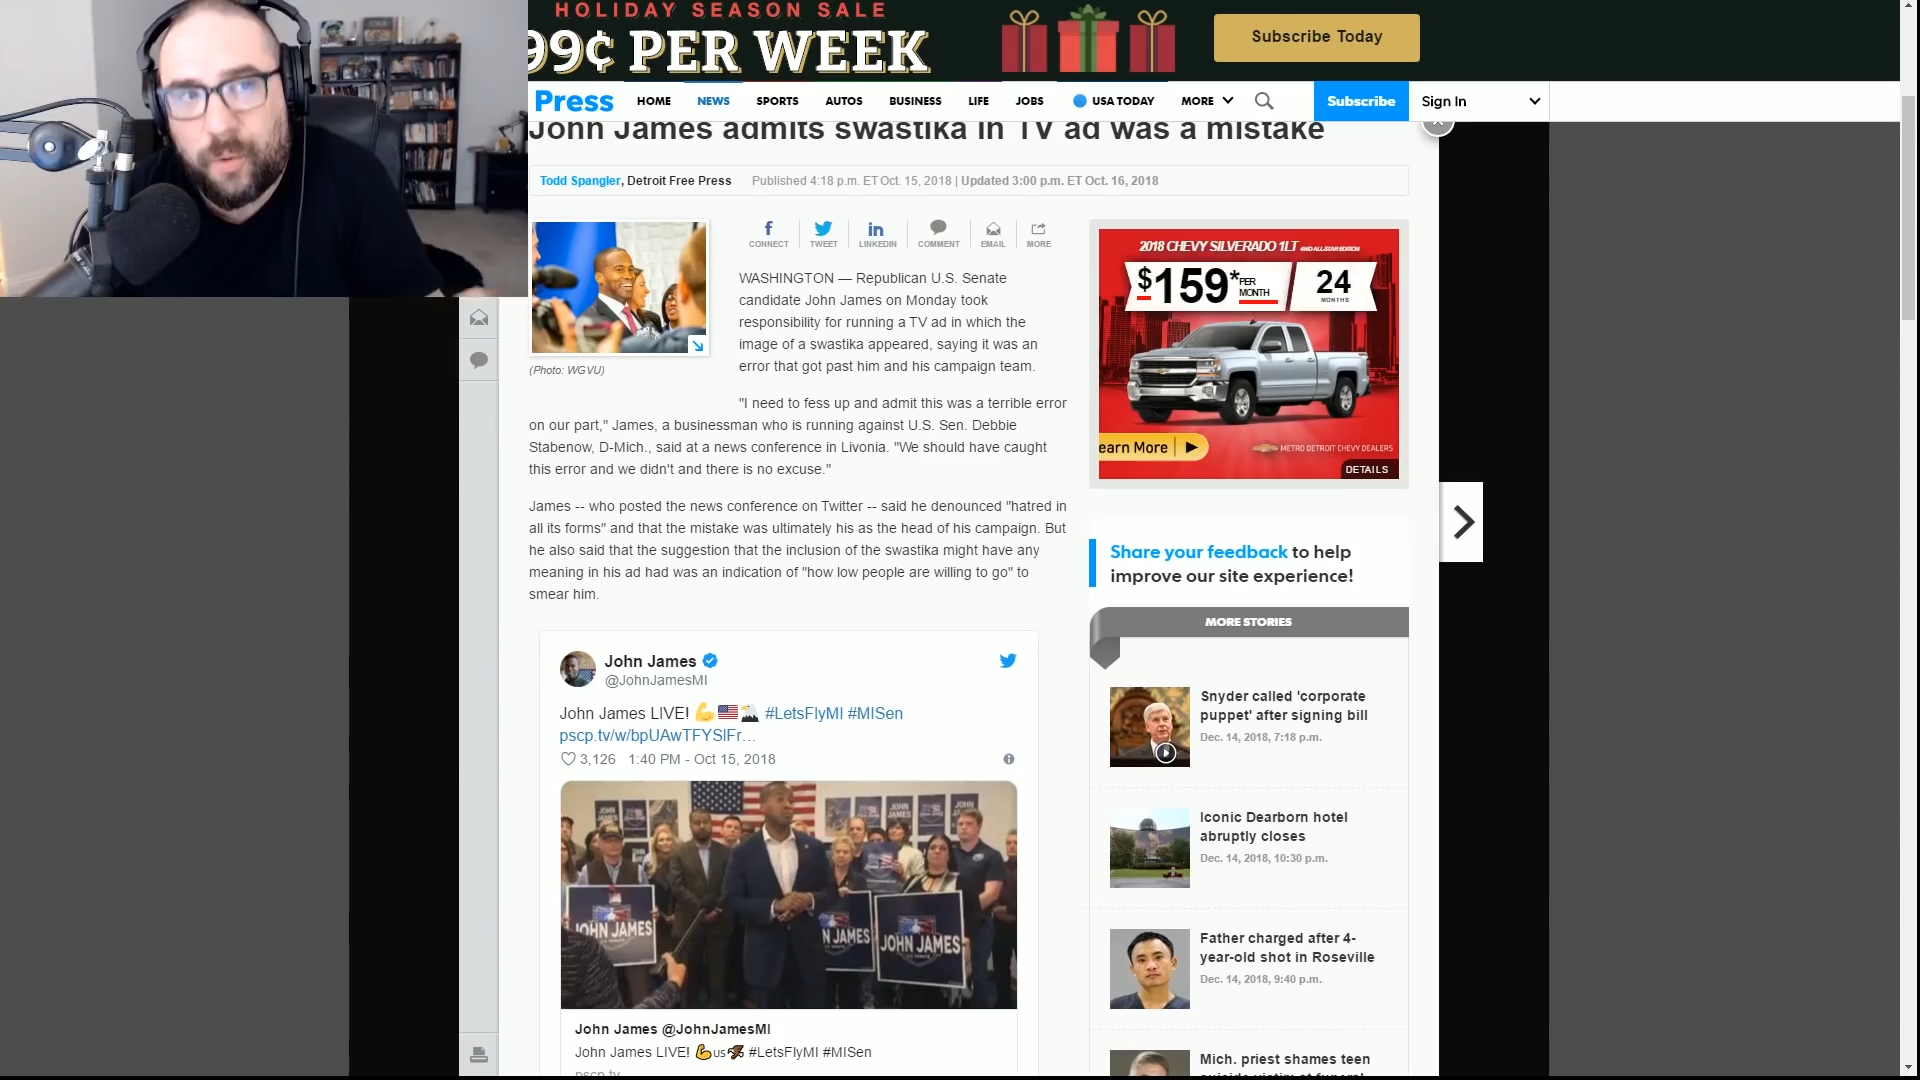 HOLIDAY SEASON SALE
99¢ PER WEEK
Subscribe Today
Press
HOME
NEWS
SPORTS
AUTOS
BUSINESS
LIFE
JOBS
USA TODAY
MORE
Subscribe
Sign In
John James admits swastika in TV ad was a mistake
Todd Spangler, Detroit Free Press
Published 4:18 p.m. ET Oct. 15, 2018 | Updated 3:00 p.m. ET Oct. 16, 2018
CONNECT
TWEET
LINKEDIN
COMMENT
EMAIL
MORE
(Photo: WGVU)
WASHINGTON — Republican U.S. Senate
candidate John James on Monday took
responsibility for running a TV ad in which the
image of a swastika appeared, saying it was an
error that got past him and his campaign team.
"I need to fess up and admit this was a terrible error
on our part," James, a businessman who is running against U.S. Sen. Debbie
Stabenow, D-Mich., said at a news conference in Livonia. "We should have caught
this error and we didn't and there is no excuse."
James -- who posted the news conference on Twitter -- said he denounced "hatred in
all its forms" and that the mistake was ultimately his as the head of his campaign. But
he also said that the suggestion that the inclusion of the swastika might have any
meaning in his ad had was an indication of "how low people are willing to go" to
smear him.
John James
@JohnJamesMI
John James LIVE! 💪🇺🇸🦅 #LetsFlyMI #MISen
pscp.tv/w/bpUAwTFYSlFr…
3,126 1:40 PM - Oct 15, 2018
JOHN JAMES
JOHN JAMES
JOHN JAMES
John James @JohnJamesMI
John James LIVE! 💪us🦅 #LetsFlyMI #MISen
pscp.tv
2018 CHEVY SILVERADO 1LT 4WD ALL-STAR EDITION
$159* PER MONTH
24 MONTHS
earn More
METRO DETROIT CHEVY DEALERS
DETAILS
Share your feedback to help
improve our site experience!
MORE STORIES
Snyder called 'corporate
puppet' after signing bill
Dec. 14, 2018, 7:18 p.m.
Iconic Dearborn hotel
abruptly closes
Dec. 14, 2018, 10:30 p.m.
Father charged after 4-
year-old shot in Roseville
Dec. 14, 2018, 9:40 p.m.
Mich. priest shames teen
suicide victim at funeral